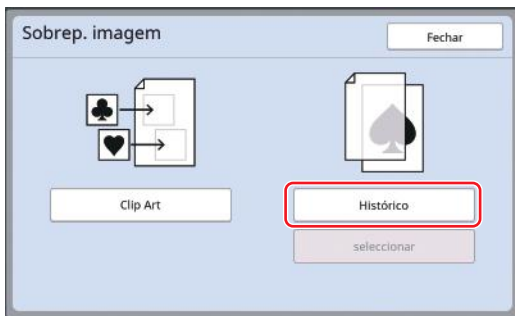 Sobrep. imagem
Fechar
Clip Art
Histórico
seleccionar